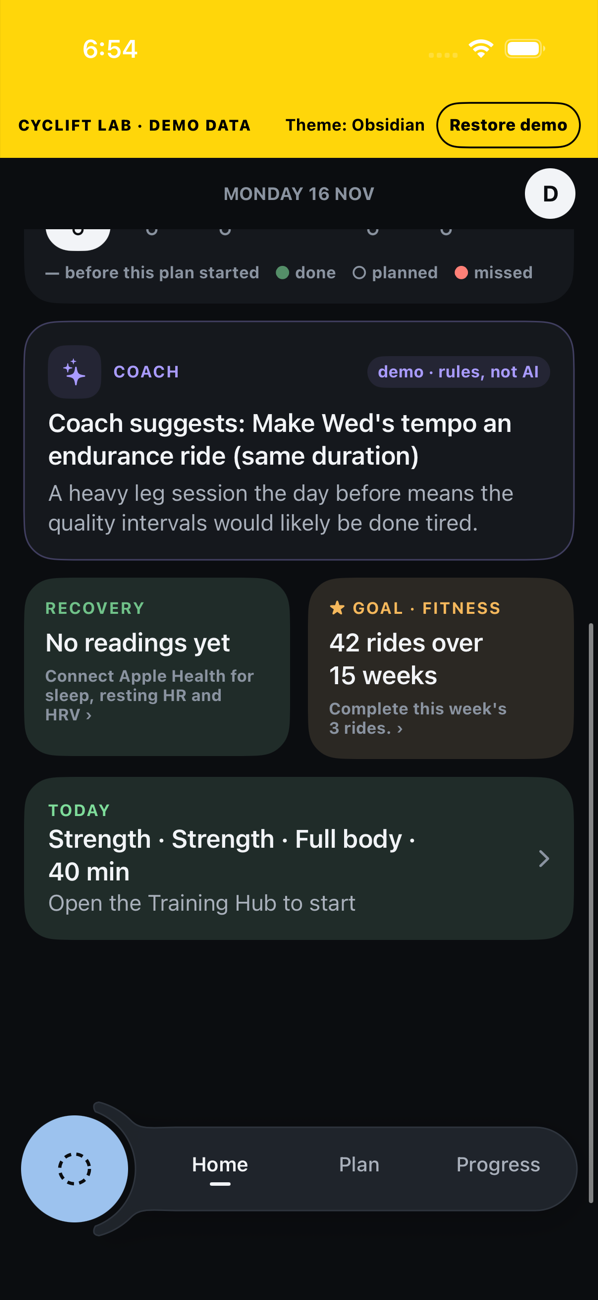 6:54
CYCLIFT LAB · DEMO DATA
Theme: Obsidian
Restore demo
MONDAY 16 NOV
D
— before this plan started
done
planned
missed
COACH
demo · rules, not AI
Coach suggests: Make Wed's tempo an
endurance ride (same duration)
A heavy leg session the day before means the
quality intervals would likely be done tired.
RECOVERY
No readings yet
Connect Apple Health for
sleep, resting HR and
HRV ›
GOAL · FITNESS
42 rides over
15 weeks
Complete this week's
3 rides. ›
TODAY
Strength · Strength · Full body ·
40 min
Open the Training Hub to start
Home
Plan
Progress